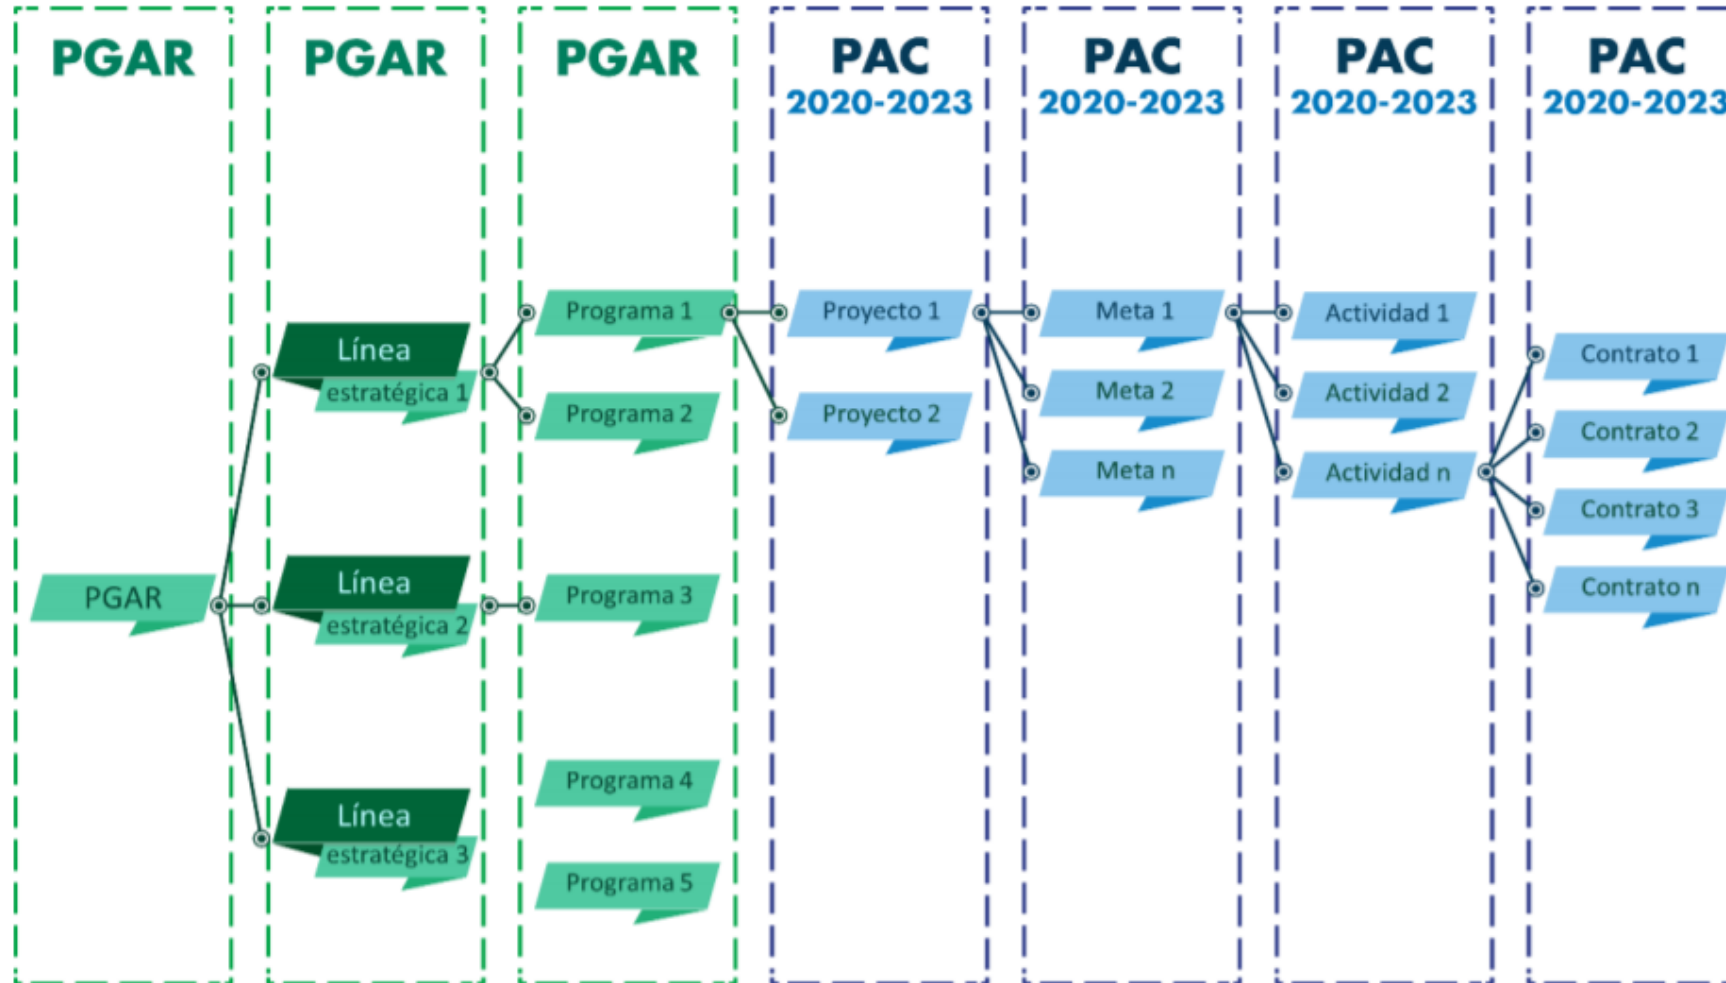 PGAR
PGAR
PGAR
PAC
2020-2023
PAC
2020-2023
PAC
2020-2023
PAC
2020-2023
PGAR
Línea
estratégica 1
Línea
estratégica 2
Línea
estratégica 3
Programa 1
Programa 2
Programa 3
Programa 4
Programa 5
Proyecto 1
Proyecto 2
Meta 1
Meta 2
Meta n
Actividad 1
Actividad 2
Actividad n
Contrato 1
Contrato 2
Contrato 3
Contrato n